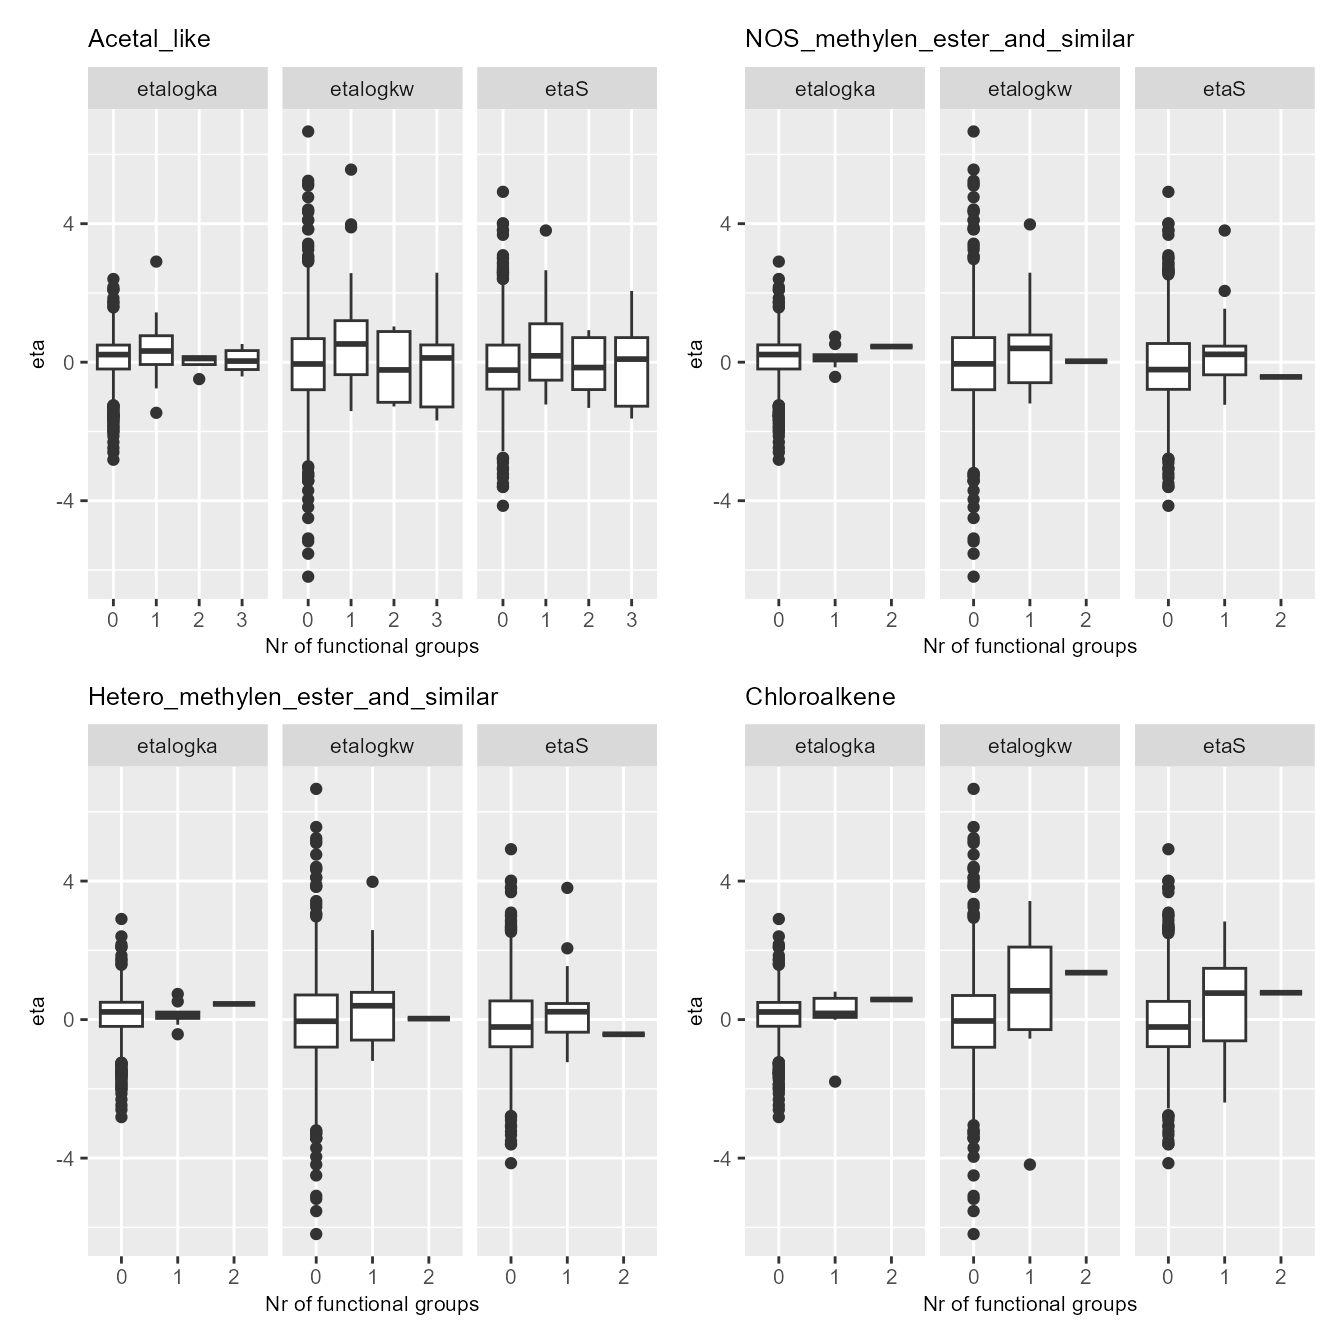 Acetal_like
etalogka etalogkw etaS
eta
4
0
-4
0 1 2 3 0 1 2 3 0 1 2 3
Nr of functional groups
NOS_methylen_ester_and_similar
etalogka etalogkw etaS
eta
4
0
-4
0 1 2 0 1 2 0 1 2
Nr of functional groups
Hetero_methylen_ester_and_similar
etalogka etalogkw etaS
eta
4
0
-4
0 1 2 0 1 2 0 1 2
Nr of functional groups
Chloroalkene
etalogka etalogkw etaS
eta
4
0
-4
0 1 2 0 1 2 0 1 2
Nr of functional groups